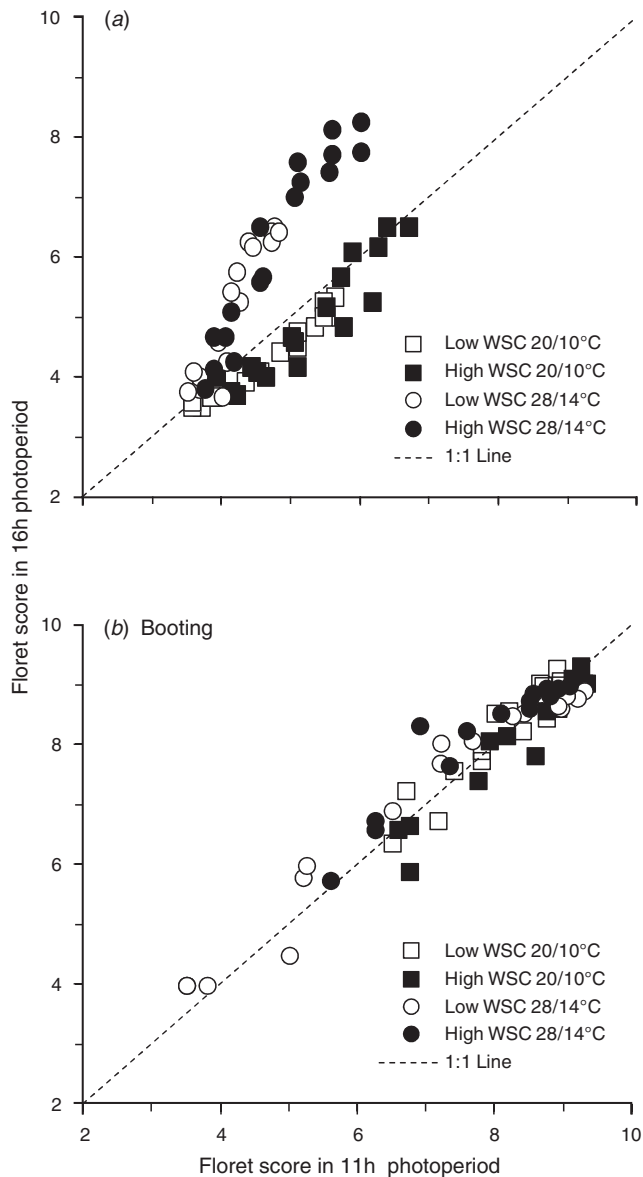 10
(a)
8
6
4
2
Low WSC 20/10°C
High WSC 20/10°C
Low WSC 28/14°C
High WSC 28/14°C
1:1 Line
Floret score in 16h photoperiod
10
(b) Booting
8
6
4
2
Low WSC 20/10°C
High WSC 20/10°C
Low WSC 28/14°C
High WSC 28/14°C
1:1 Line
2 4 6 8 10
Floret score in 11h photoperiod